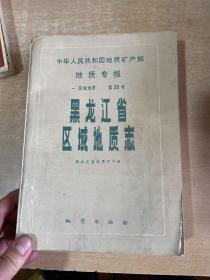 中华人民共和国地质矿产部
地质专报
一 区域地质 第33号
黑龙江省
区域地质志
黑龙江省地质矿产局
地质出版社